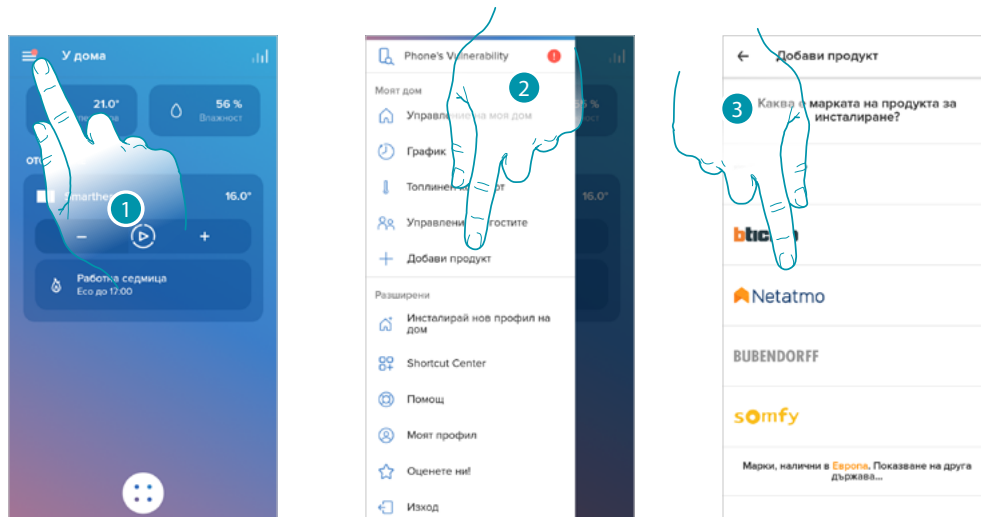 У дома
21.0°
56 %
Влажност
16.0°
1
−
+
Работна седмица
Eco до 17:00
Phone's Vulnerability
!
2
Моят дом
Управление на моя дом
График
16.0°
Управлени
гостите
Добави продукт
Разширени
Инсталирай нов профил на
дом
Shortcut Center
Помощ
Моят профил
Оценете ни!
Изход
Добави продукт
3
Каква е марката на продукта за
инсталиране?
Netatmo
BUBENDORFF
somfy
Марки, налични в Европа. Показване на друга
държава...